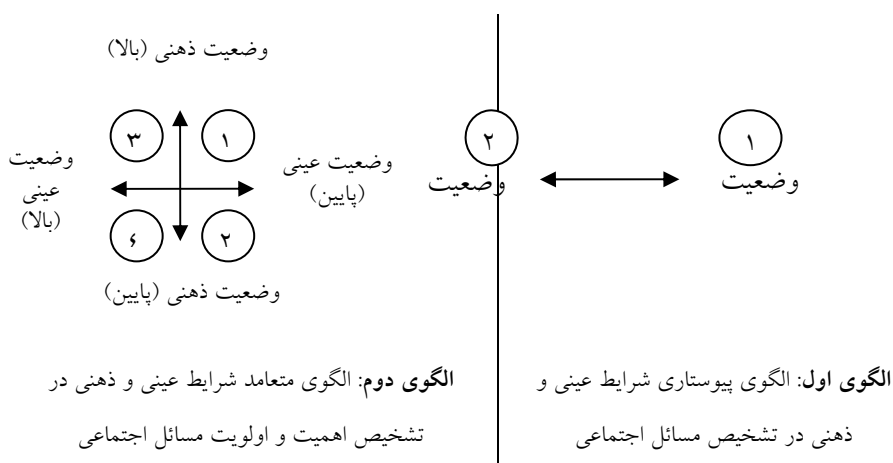 وضعیت ذهنی (بالا)
۱
۲
۳
۱
وضعیت
وضعیت
وضعیت عینی
(پایین)
وضعیت
عینی
(بالا)
۲
۶
وضعیت ذهنی (پایین)
الگوی اول: الگوی پیوستاری شرایط عینی و
ذهنی در تشخیص مسائل اجتماعی
الگوی دوم: الگوی متعامد شرایط عینی و ذهنی در
تشخیص اهمیت و اولویت مسائل اجتماعی